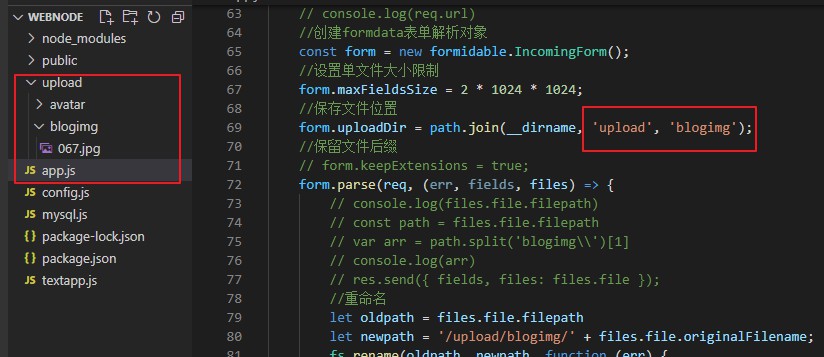 WEBNODE
node_modules
public
upload
avatar
blogimg
067.jpg
JS app.js
JS config.js
JS mysql.js
{} package-lock.json
{} package.json
JS textapp.js
63 // console.log(req.url)
64 //创建formdata表单解析对象
65 const form = new formidable.IncomingForm();
66 //设置单文件大小限制
67 form.maxFieldsSize = 2 * 1024 * 1024;
68 //保存文件位置
69 form.uploadDir = path.join(__dirname, 'upload', 'blogimg');
70 //保留文件后缀
71 // form.keepExtensions = true;
72 form.parse(req, (err, fields, files) => {
73 // console.log(files.file.filepath)
74 // const path = files.file.filepath
75 // var arr = path.split('blogimg\\')[1]
76 // console.log(arr)
77 // res.send({ fields, files: files.file });
78 //重命名
79 let oldpath = files.file.filepath
80 let newpath = '/upload/blogimg/' + files.file.originalFilename;
81 fs.rename(oldpath, newpath, function (err) {